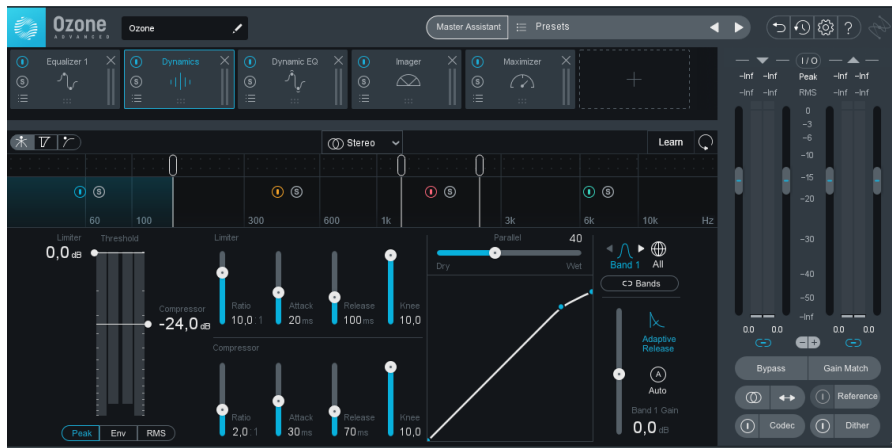 Ozone
ADVANCED
Ozone
Master Assistant
Presets
?
Equalizer 1
Dynamics
Dynamic EQ
Imager
Maximizer
S
S
S
S
S
+
I / O
-Inf -Inf Peak -Inf -Inf
-Inf -Inf RMS -Inf -Inf
Stereo
Learn
S
S
S
S
60 100 300 600 1k 3k 6k 10k Hz
0
-3
-6
-10
-15
-20
-30
-40
-50
-Inf
0.0 0.0 0.0 0.0
Limiter Threshold
0,0 dB
Compressor
-24,0 dB
Peak Env RMS
Limiter
Ratio Attack Release Knee
10,0 : 1 20 ms 100 ms 10,0
Compressor
Ratio Attack Release Knee
2,0 : 1 30 ms 70 ms 10,0
Parallel 40
Dry Wet
Band 1 All
Bands
Adaptive
Release
A
Auto
Band 1 Gain
0,0 dB
Bypass Gain Match
Reference
Codec Dither